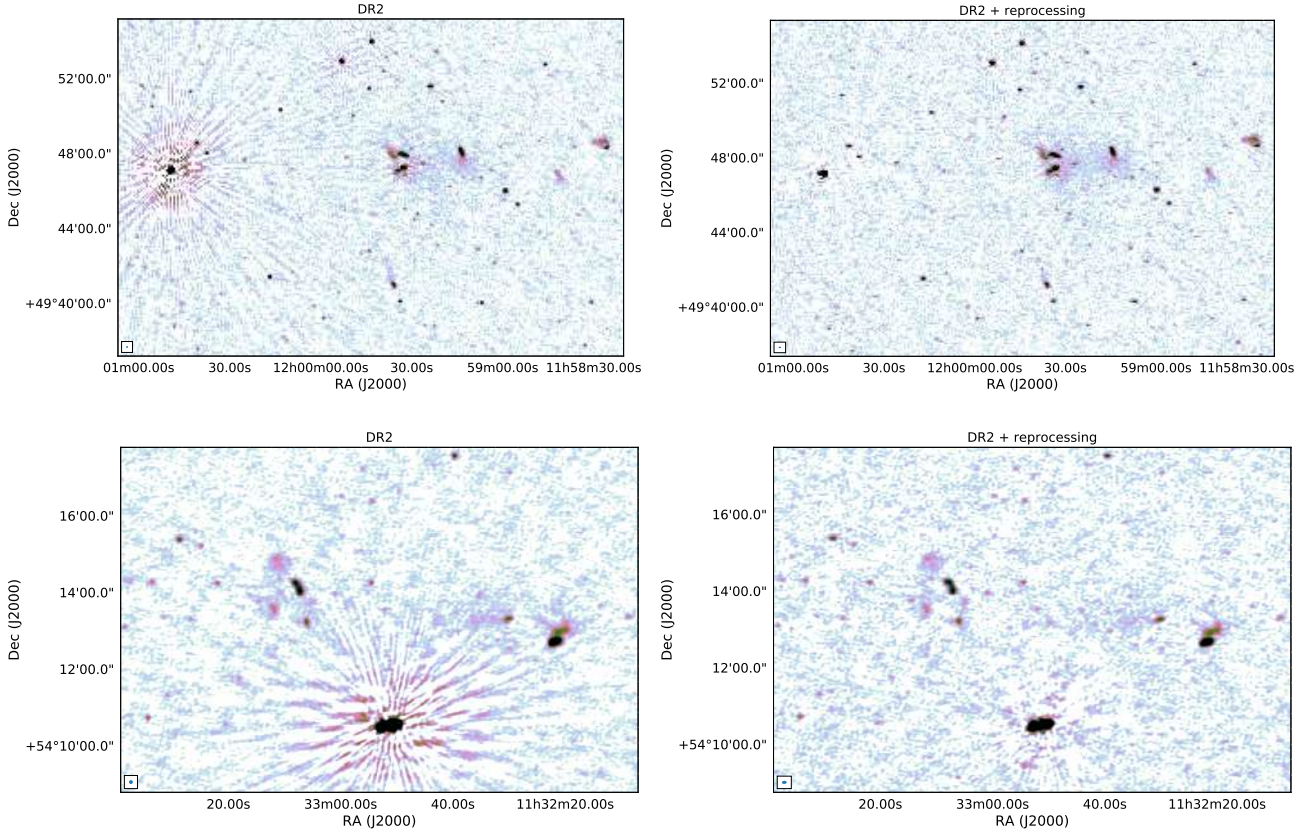 DR2
DR2 + reprocessing
Dec (J2000)
52'00.0"
48'00.0"
44'00.0"
+49°40'00.0"
01m00.00s 30.00s 12h00m00.00s 30.00s 59m00.00s 11h58m30.00s
RA (J2000)
Dec (J2000)
52'00.0"
48'00.0"
44'00.0"
+49°40'00.0"
01m00.00s 30.00s 12h00m00.00s 30.00s 59m00.00s 11h58m30.00s
RA (J2000)
DR2
DR2 + reprocessing
Dec (J2000)
16'00.0"
14'00.0"
12'00.0"
+54°10'00.0"
20.00s 33m00.00s 40.00s 11h32m20.00s
RA (J2000)
Dec (J2000)
16'00.0"
14'00.0"
12'00.0"
+54°10'00.0"
20.00s 33m00.00s 40.00s 11h32m20.00s
RA (J2000)